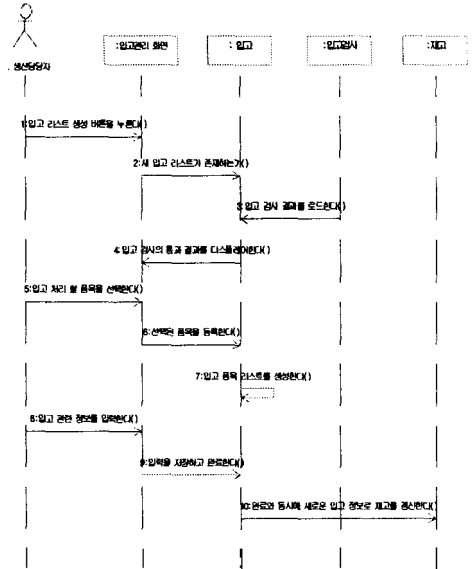 :입고관리 화면
: 입고
:입고검사
:재고
: 생산담당자
1:입고 리스트 생성 버튼을 누른다()
2:새 입고 리스트가 존재하는가()
3:입고 검사 결과를 로드한다()
4:입고 검사의 통과 결과를 디스플레이한다()
5:입고 처리 할 품목을 선택한다()
6:선택된 품목을 등록한다()
7:입고 품목 리스트를 생성한다()
8:입고 관련 정보를 입력한다()
9:입력을 저장하고 완료한다()
10:완료와 동시에 새로운 입고 정보로 재고를 갱신한다()